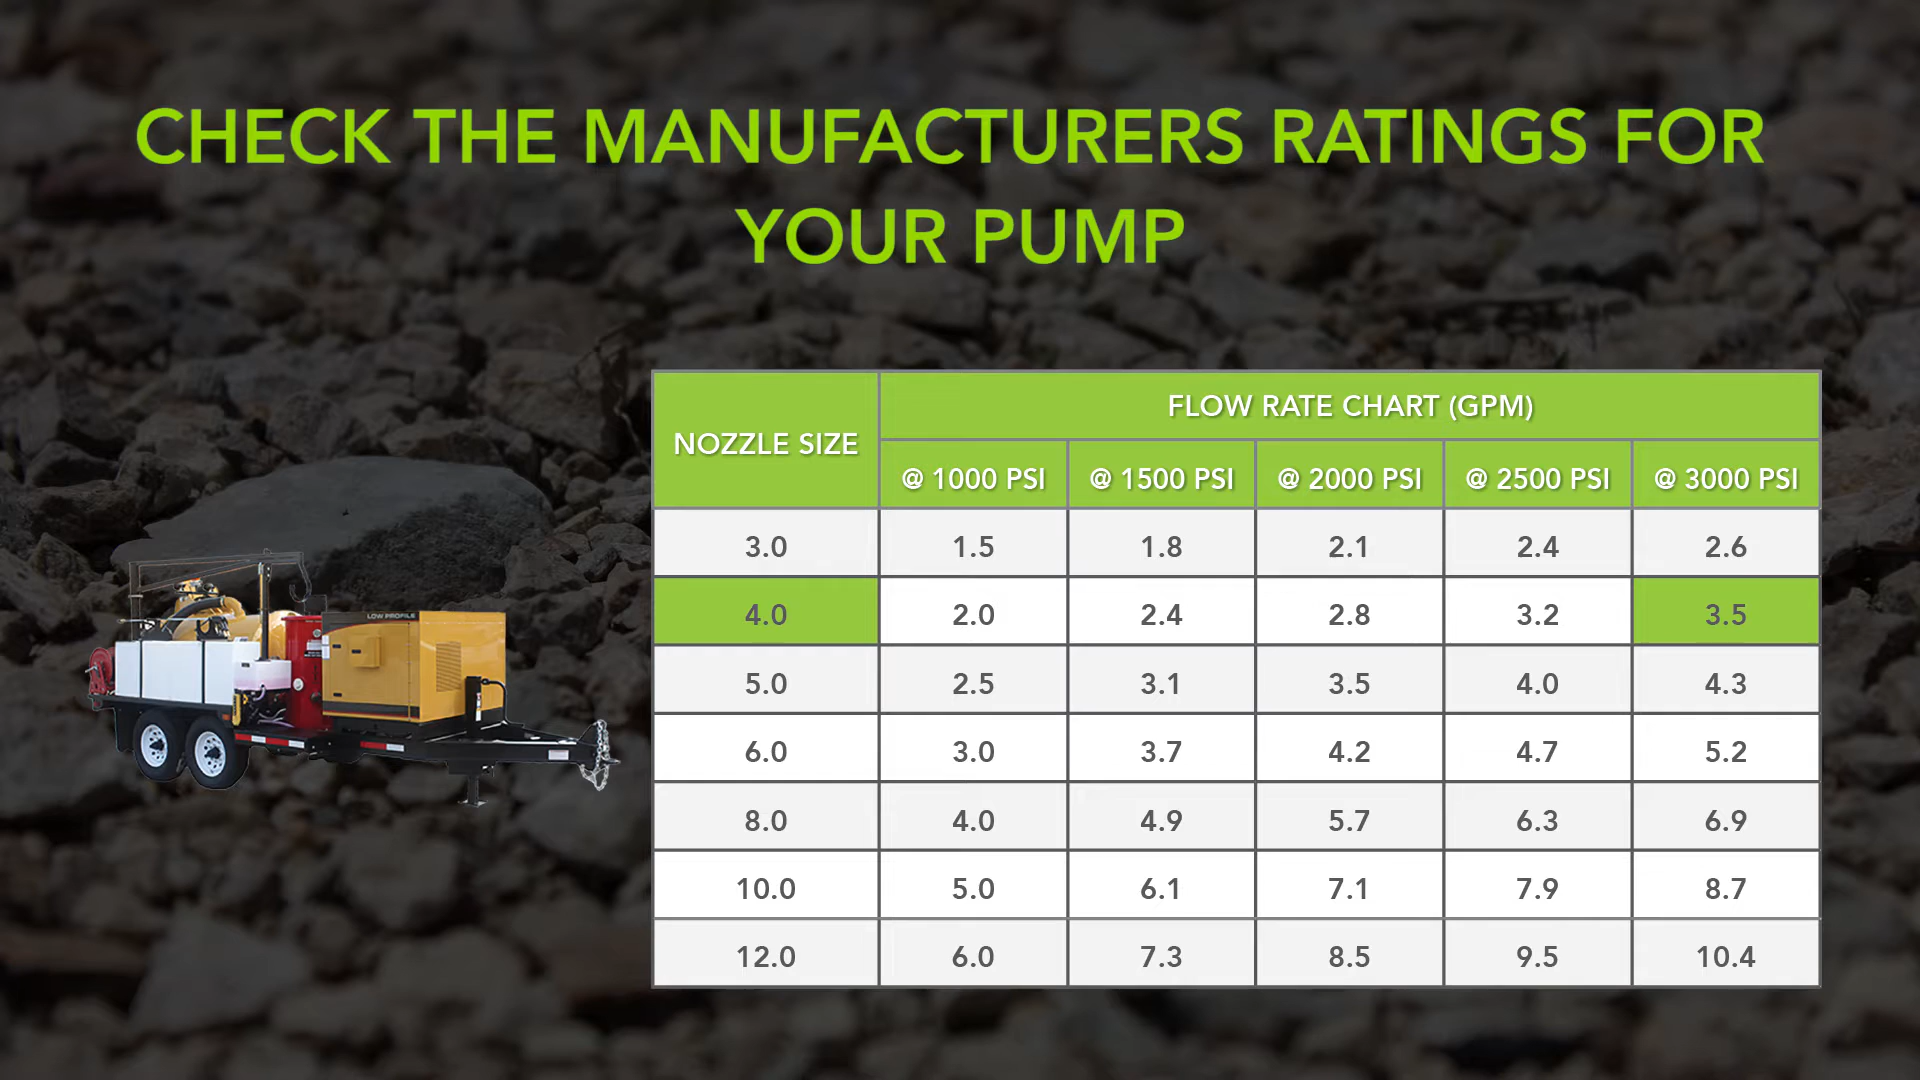 CHECK THE MANUFACTURERS RATINGS FOR
YOUR PUMP
NOZZLE SIZE
FLOW RATE CHART (GPM)
@ 1000 PSI @ 1500 PSI @ 2000 PSI @ 2500 PSI @ 3000 PSI
3.0 1.5 1.8 2.1 2.4 2.6
4.0 2.0 2.4 2.8 3.2 3.5
5.0 2.5 3.1 3.5 4.0 4.3
6.0 3.0 3.7 4.2 4.7 5.2
8.0 4.0 4.9 5.7 6.3 6.9
10.0 5.0 6.1 7.1 7.9 8.7
12.0 6.0 7.3 8.5 9.5 10.4
LOW PROFILE